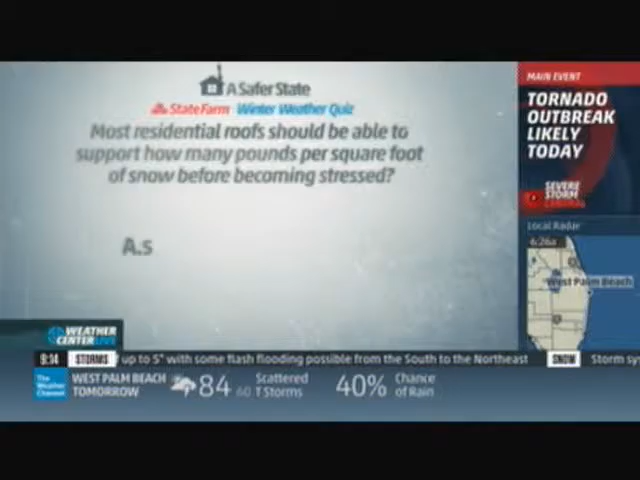 A Safer State
State Farm Winter Weather Quiz
Most residential roofs should be able to
support how many pounds per square foot
of snow before becoming stressed?
A.s
MAIN EVENT
TORNADO
OUTBREAK
LIKELY
TODAY
SEVERE
STORM
CENTRAL
Local Radar
6:26a
West Palm Beach
WEATHER
CENTER LIVE
9:14 STORMS up to 5" with some flash flooding possible from the South to the Northeast SNOW Storm sy
The
Weather
Channel
WEST PALM BEACH
TOMORROW
84 60
Scattered
T Storms
40%
Chance
of Rain